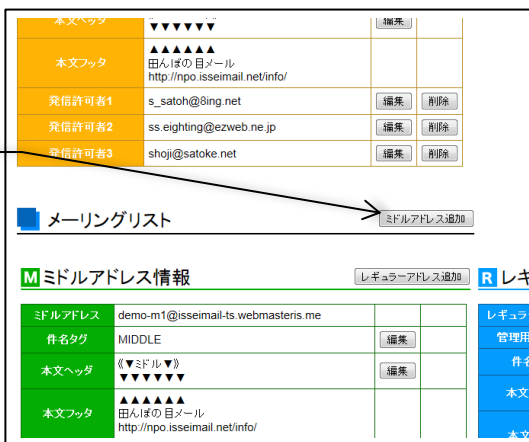 本文ヘッダ
▼▼▼▼▼▼
編集
本文フッタ
▲▲▲▲▲▲
田んぼの目メール
http://npo.isseimail.net/info/
発信許可者1 s_satoh@8ing.net 編集 削除
発信許可者2 ss.eighting@ezweb.ne.jp 編集 削除
発信許可者3 shoji@satoke.net 編集 削除
メーリングリスト ミドルアドレス追加
M ミドルアドレス情報 レギュラーアドレス追加 R レギ
ミドルアドレス demo-m1@isseimail-ts.webmasteris.me レギュラー
件名タグ MIDDLE 編集 管理用
件名
本文ヘッダ
《▼ミドル▼》
▼▼▼▼▼▼
編集
本文
本文フッタ
▲▲▲▲▲▲
田んぼの目メール
http://npo.isseimail.net/info/
本文